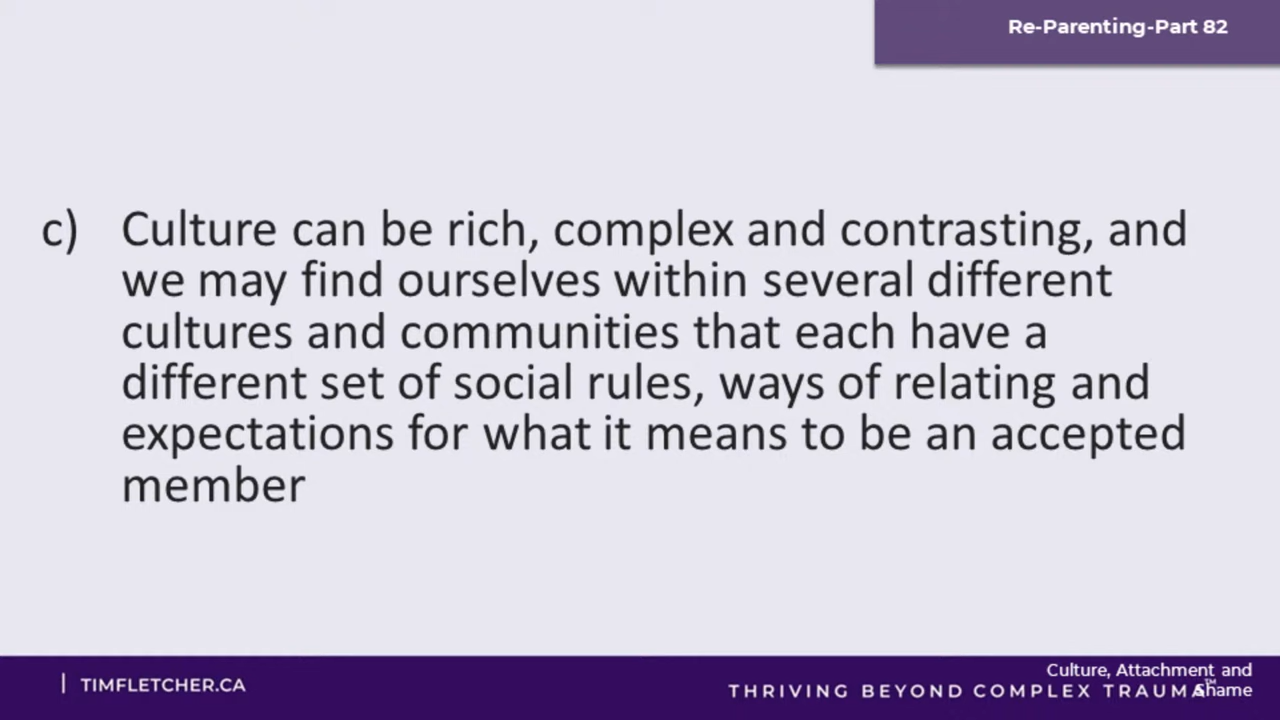 Re-Parenting-Part 82
c) Culture can be rich, complex and contrasting, and
we may find ourselves within several different
cultures and communities that each have a
different set of social rules, ways of relating and
expectations for what it means to be an accepted
member
TIMFLETCHER.CA
Culture, Attachment and
Shame
THRIVING BEYOND COMPLEX TRAUMA™